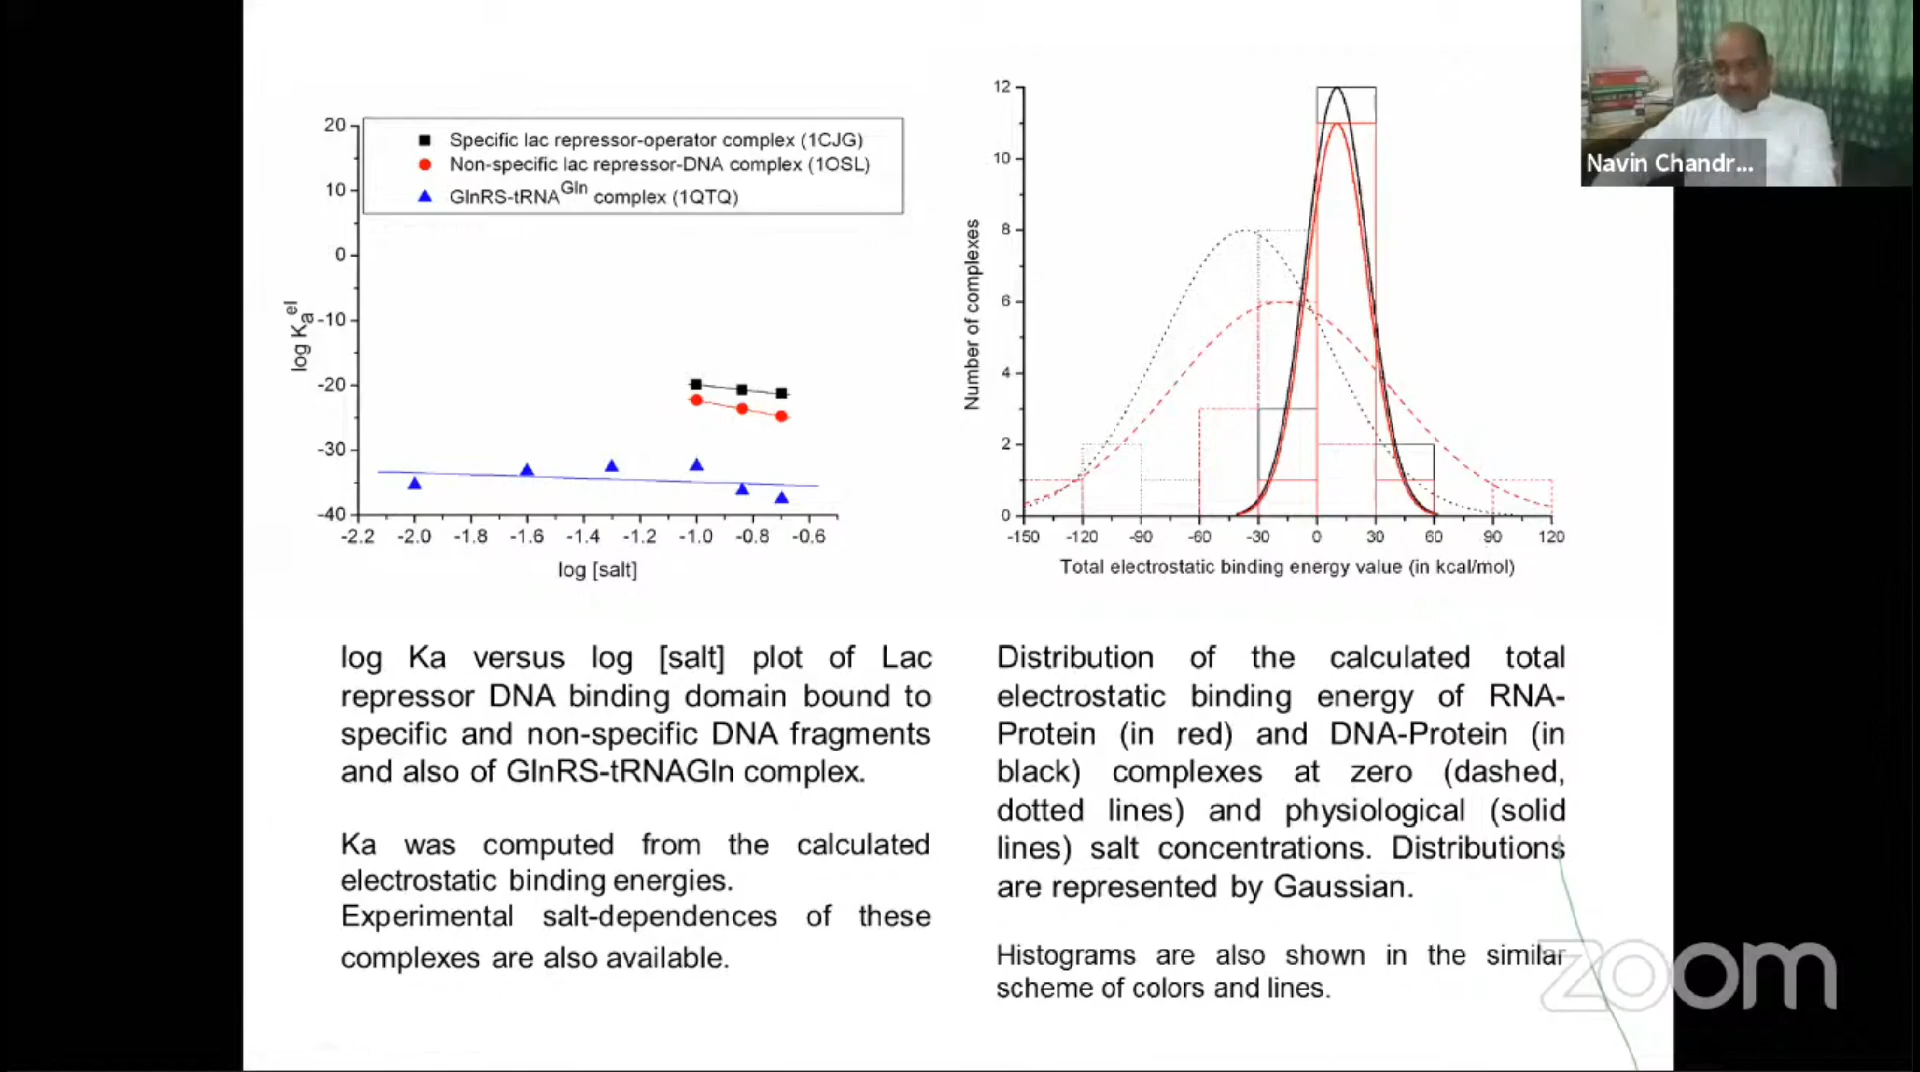 Navin Chandr...
20
10
0
-10
-20
-30
-40
log Ka^el
Specific lac repressor-operator complex (1CJG)
Non-specific lac repressor-DNA complex (1OSL)
GlnRS-tRNA^Gln complex (1QTQ)
-2.2 -2.0 -1.8 -1.6 -1.4 -1.2 -1.0 -0.8 -0.6
log [salt]
12
10
8
6
4
2
0
Number of complexes
-150 -120 -90 -60 -30 0 30 60 90 120
Total electrostatic binding energy value (in kcal/mol)
log Ka versus log [salt] plot of Lac
repressor DNA binding domain bound to
specific and non-specific DNA fragments
and also of GlnRS-tRNAGln complex.
Ka was computed from the calculated
electrostatic binding energies.
Experimental salt-dependences of these
complexes are also available.
Distribution of the calculated total
electrostatic binding energy of RNA-
Protein (in red) and DNA-Protein (in
black) complexes at zero (dashed,
dotted lines) and physiological (solid
lines) salt concentrations. Distributions
are represented by Gaussian.
Histograms are also shown in the similar
scheme of colors and lines.
zoom